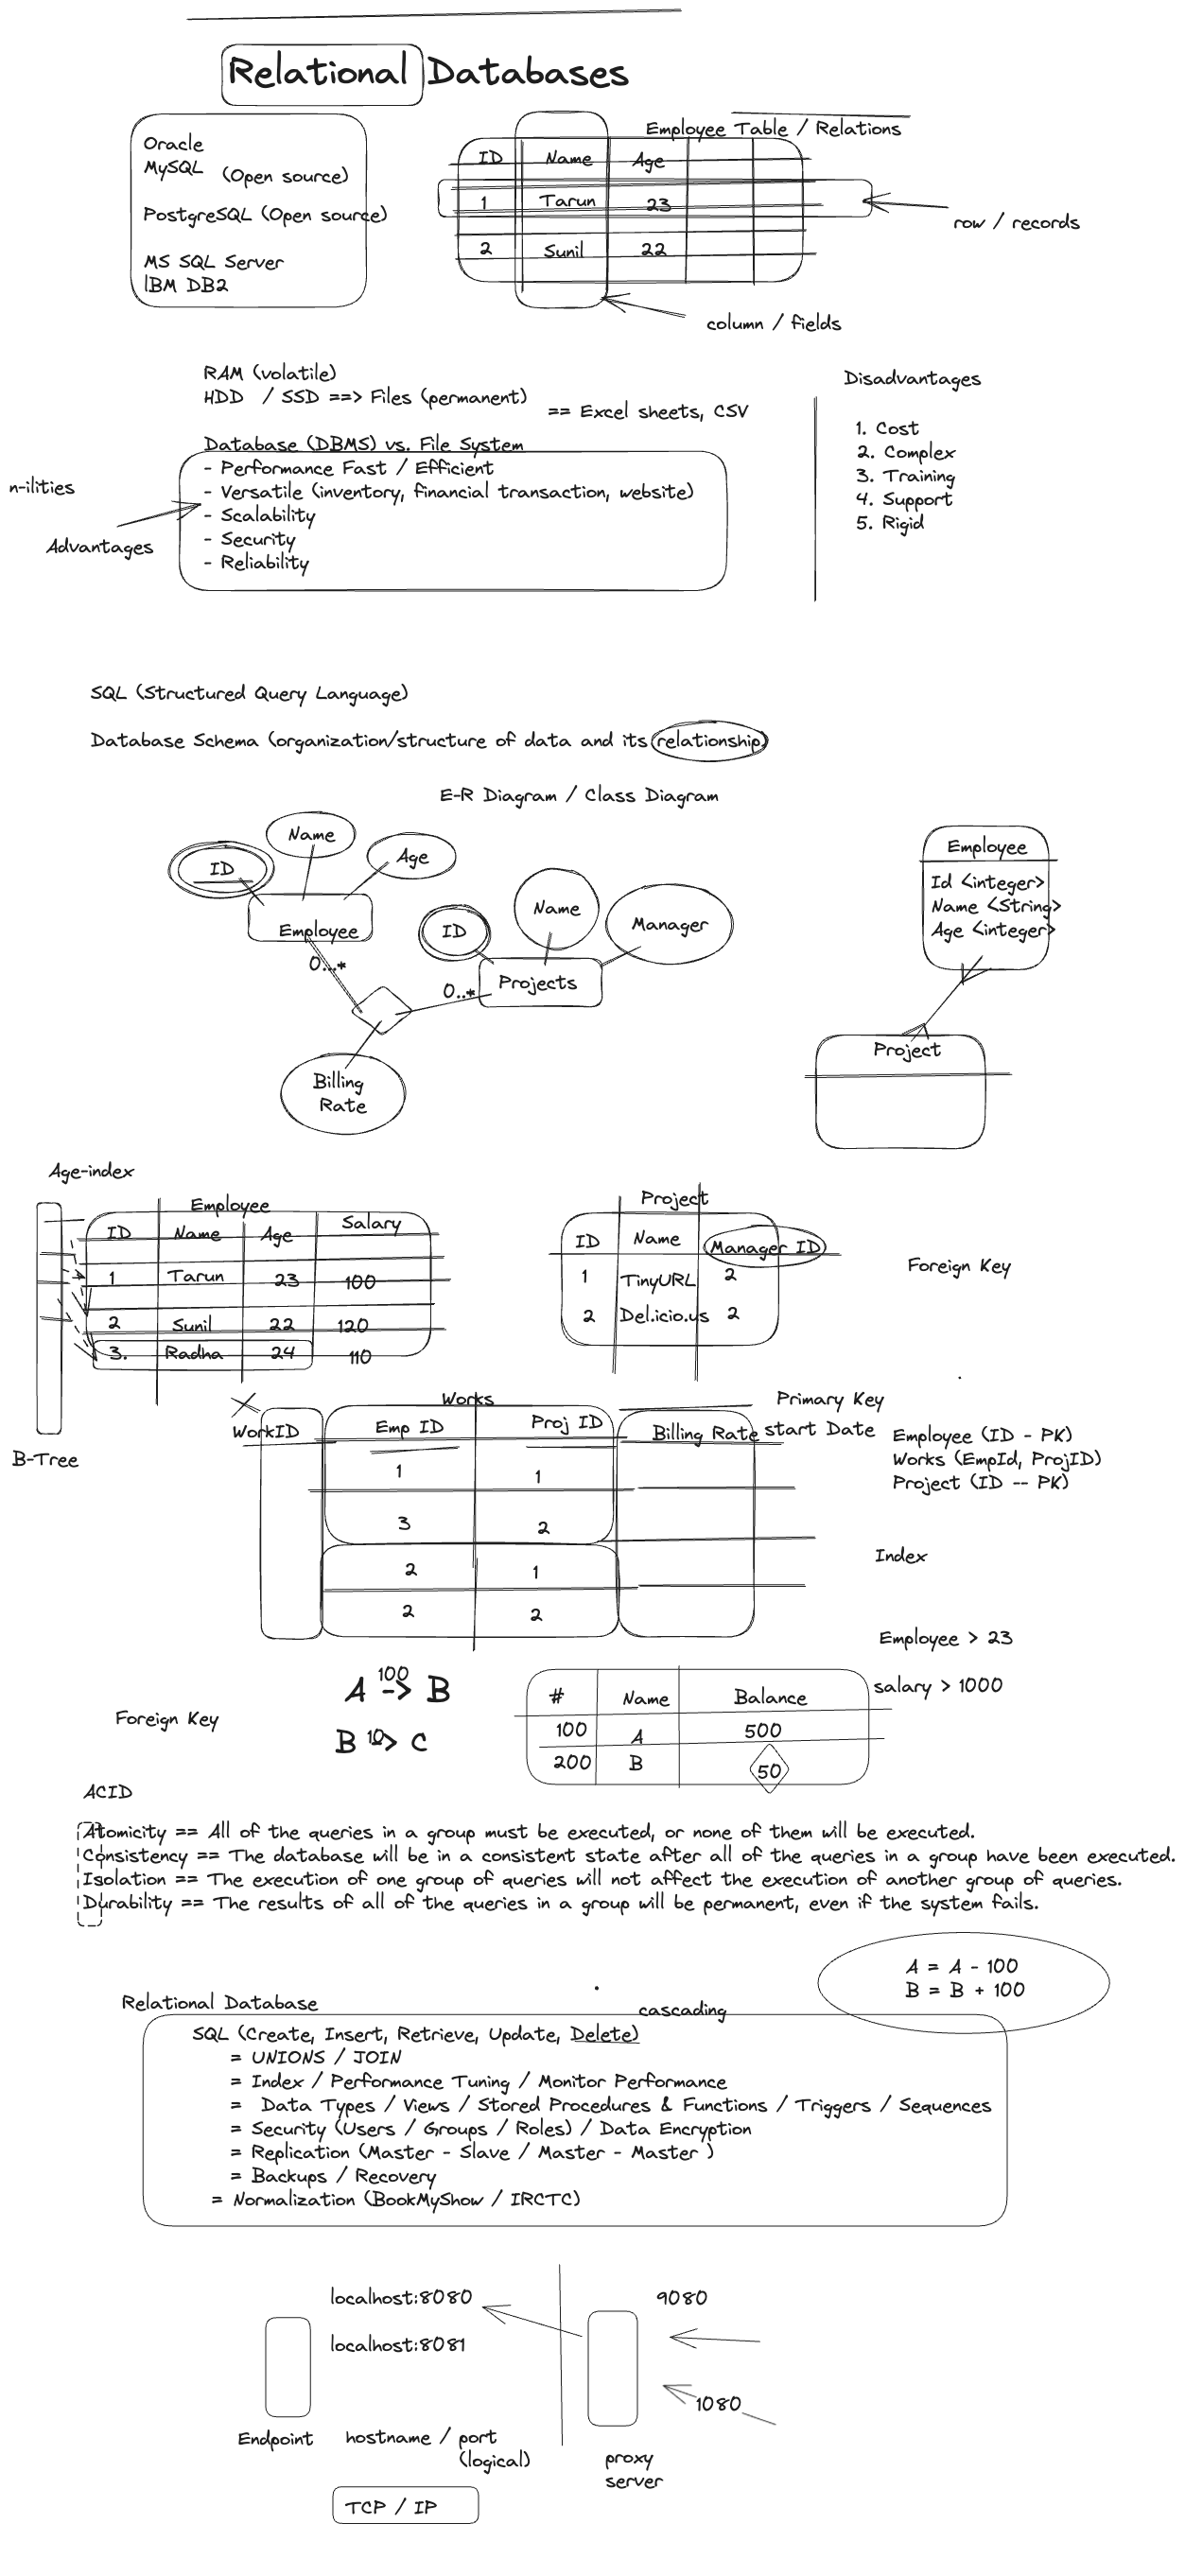 Relational Databases
Oracle
MySQL (Open source)
PostgreSQL (Open source)
MS SQL Server
IBM DB2
Employee Table / Relations
ID Name Age
1 Tarun 23
2 Sunil 22
row / records
column / fields
RAM (volatile)
HDD / SSD ==> Files (permanent)
== Excel sheets, CSV
Database (DBMS) vs. File System
- Performance Fast / Efficient
- Versatile (inventory, financial transaction, website)
- Scalability
- Security
- Reliability
n-ilities
Advantages
Disadvantages
1. Cost
2. Complex
3. Training
4. Support
5. Rigid
SQL (Structured Query Language)
Database Schema (organization/structure of data and its relationship)
E-R Diagram / Class Diagram
ID
Name
Age
Employee
0...*
ID
Name
Manager
Projects
0..*
Billing
Rate
Employee
Id <integer>
Name <String>
Age <integer>
Project
Age-index
Employee
ID Name Age Salary
1 Tarun 23 100
2 Sunil 22 120
3. Radha 24 110
B-Tree
Project
ID Name Manager ID
1 TinyURL 2
2 Del.icio.us 2
Foreign Key
Works
WorkID Emp ID Proj ID Billing Rate start Date
1 1
3 2
2 1
2 2
Primary Key
Employee (ID - PK)
Works (EmpId, ProjID)
Project (ID -- PK)
Index
Employee > 23
salary > 1000
Foreign Key
100
A -> B
B 10> C
# Name Balance
100 A 500
200 B 50
ACID
Atomicity == All of the queries in a group must be executed, or none of them will be executed.
Consistency == The database will be in a consistent state after all of the queries in a group have been executed.
Isolation == The execution of one group of queries will not affect the execution of another group of queries.
Durability == The results of all of the queries in a group will be permanent, even if the system fails.
A = A - 100
B = B + 100
Relational Database
cascading
SQL (Create, Insert, Retrieve, Update, Delete)
= UNIONS / JOIN
= Index / Performance Tuning / Monitor Performance
= Data Types / Views / Stored Procedures & Functions / Triggers / Sequences
= Security (Users / Groups / Roles) / Data Encryption
= Replication (Master - Slave / Master - Master )
= Backups / Recovery
= Normalization (BookMyShow / IRCTC)
localhost:8080
localhost:8081
9080
1080
Endpoint
hostname / port
(logical)
proxy
server
TCP / IP